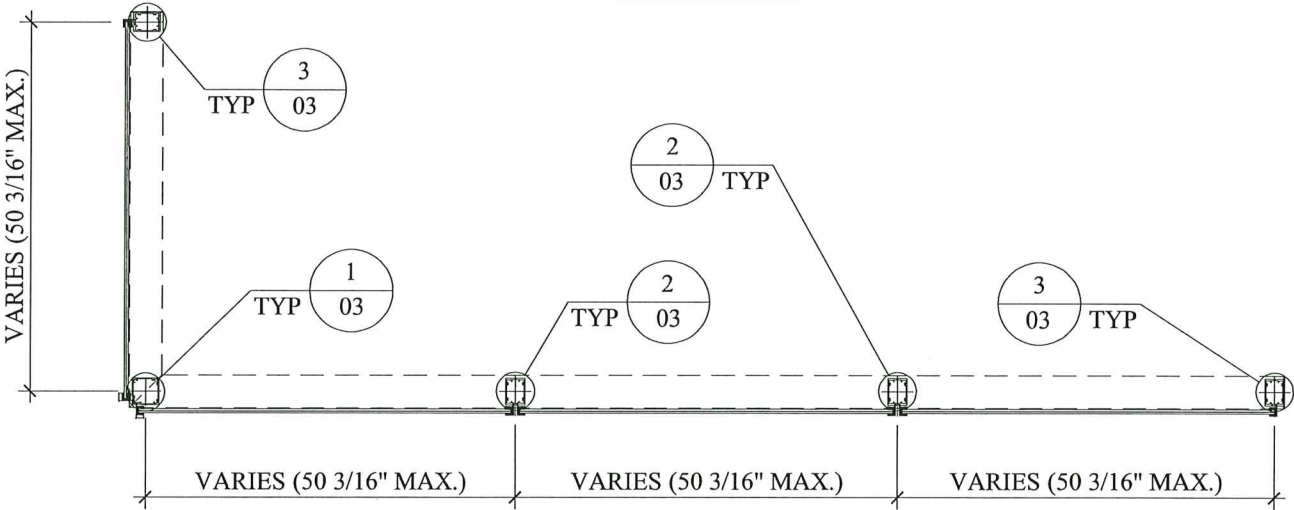 3
TYP
03
VARIES (50 3/16" MAX.)
2
03
TYP
1
TYP
03
2
TYP
03
3
03
TYP
VARIES (50 3/16" MAX.)
VARIES (50 3/16" MAX.)
VARIES (50 3/16" MAX.)